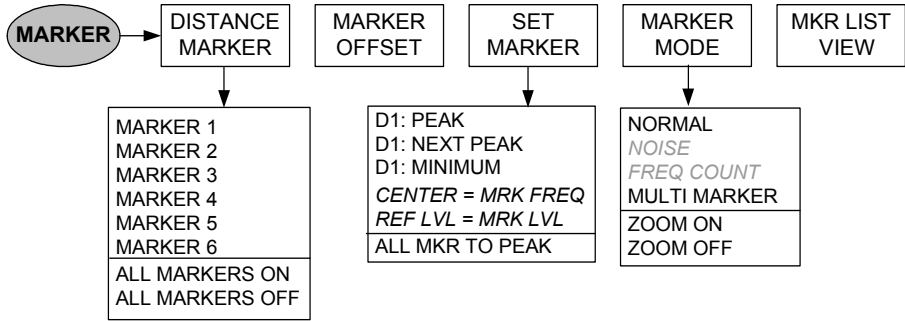 MARKER
DISTANCE
MARKER
MARKER
OFFSET
SET
MARKER
MARKER
MODE
MKR LIST
VIEW
MARKER 1
MARKER 2
MARKER 3
MARKER 4
MARKER 5
MARKER 6
ALL MARKERS ON
ALL MARKERS OFF
D1: PEAK
D1: NEXT PEAK
D1: MINIMUM
CENTER = MRK FREQ
REF LVL = MRK LVL
ALL MKR TO PEAK
NORMAL
NOISE
FREQ COUNT
MULTI MARKER
ZOOM ON
ZOOM OFF